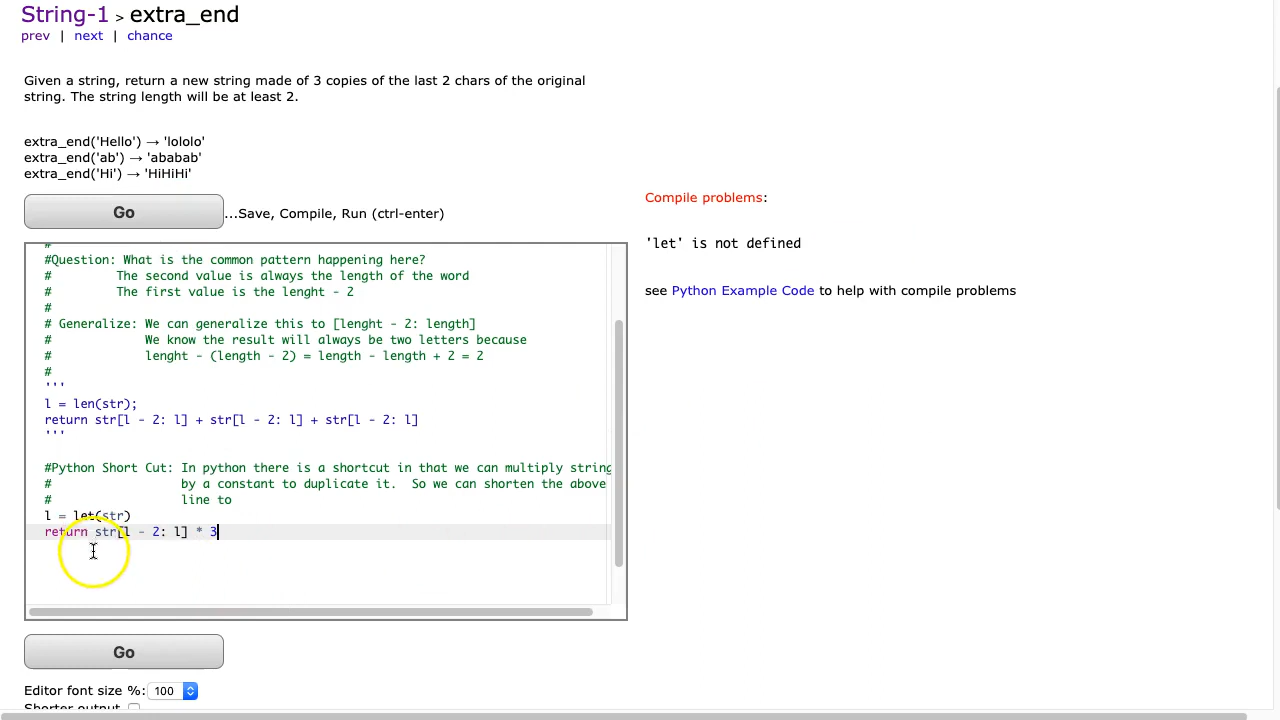 String-1 > extra_end
prev | next | chance
Given a string, return a new string made of 3 copies of the last 2 chars of the original
string. The string length will be at least 2.
extra_end('Hello') → 'lololo'
extra_end('ab') → 'ababab'
extra_end('Hi') → 'HiHiHi'
Go ...Save, Compile, Run (ctrl-enter)
Compile problems:
'let' is not defined
see Python Example Code to help with compile problems
#
#Question: What is the common pattern happening here?
# The second value is always the length of the word
# The first value is the lenght - 2
#
# Generalize: We can generalize this to [lenght - 2: length]
# We know the result will always be two letters because
# lenght - (length - 2) = length - length + 2 = 2
#
'''
l = len(str);
return str[l - 2: l] + str[l - 2: l] + str[l - 2: l]
'''
#Python Short Cut: In python there is a shortcut in that we can multiply string
# by a constant to duplicate it. So we can shorten the above
# line to
l = let(str)
return str[l - 2: l] * 3
Go
Editor font size %: 100
Shorter output